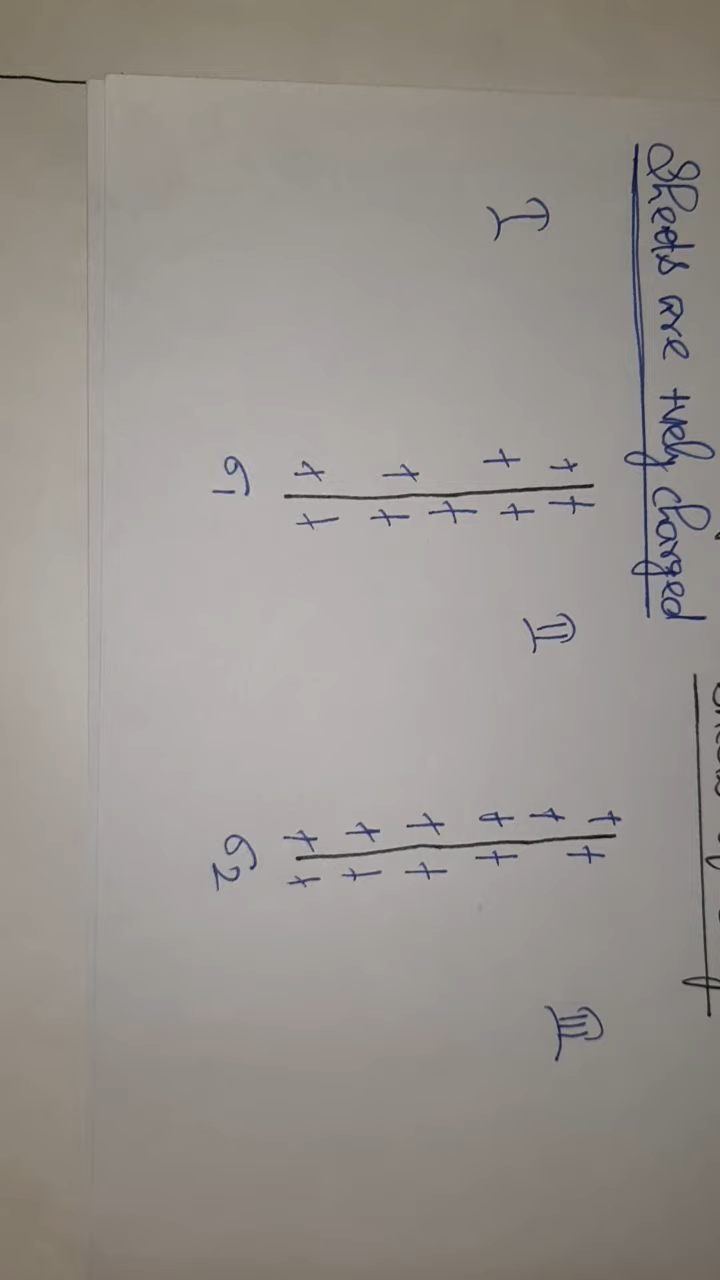 Sheets are +vely charged
I
II
III
+ + + + +
+ + + + +
+ + + + + +
+ + + + +
σ1
σ2